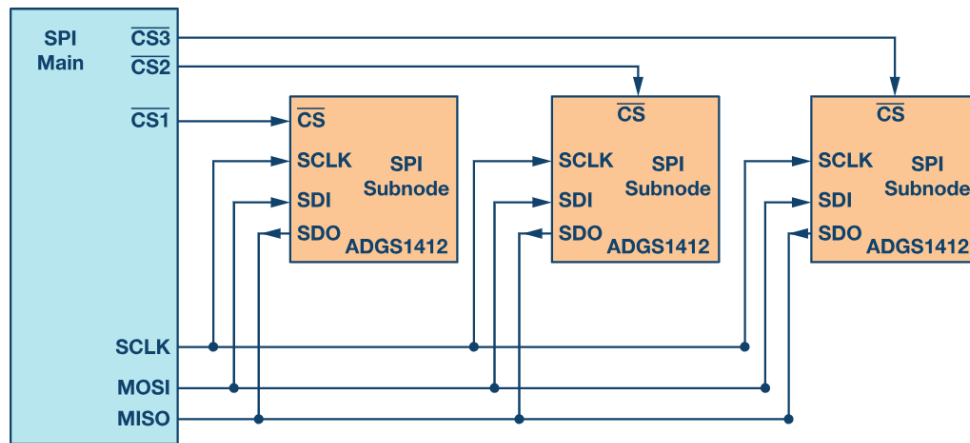 SPI
Main
CS3
CS2
CS1
SCLK
MOSI
MISO
CS
SCLK
SPI
Subnode
SDI
SDO
ADGS1412
CS
SCLK
SPI
Subnode
SDI
SDO
ADGS1412
CS
SCLK
SPI
Subnode
SDI
SDO
ADGS1412